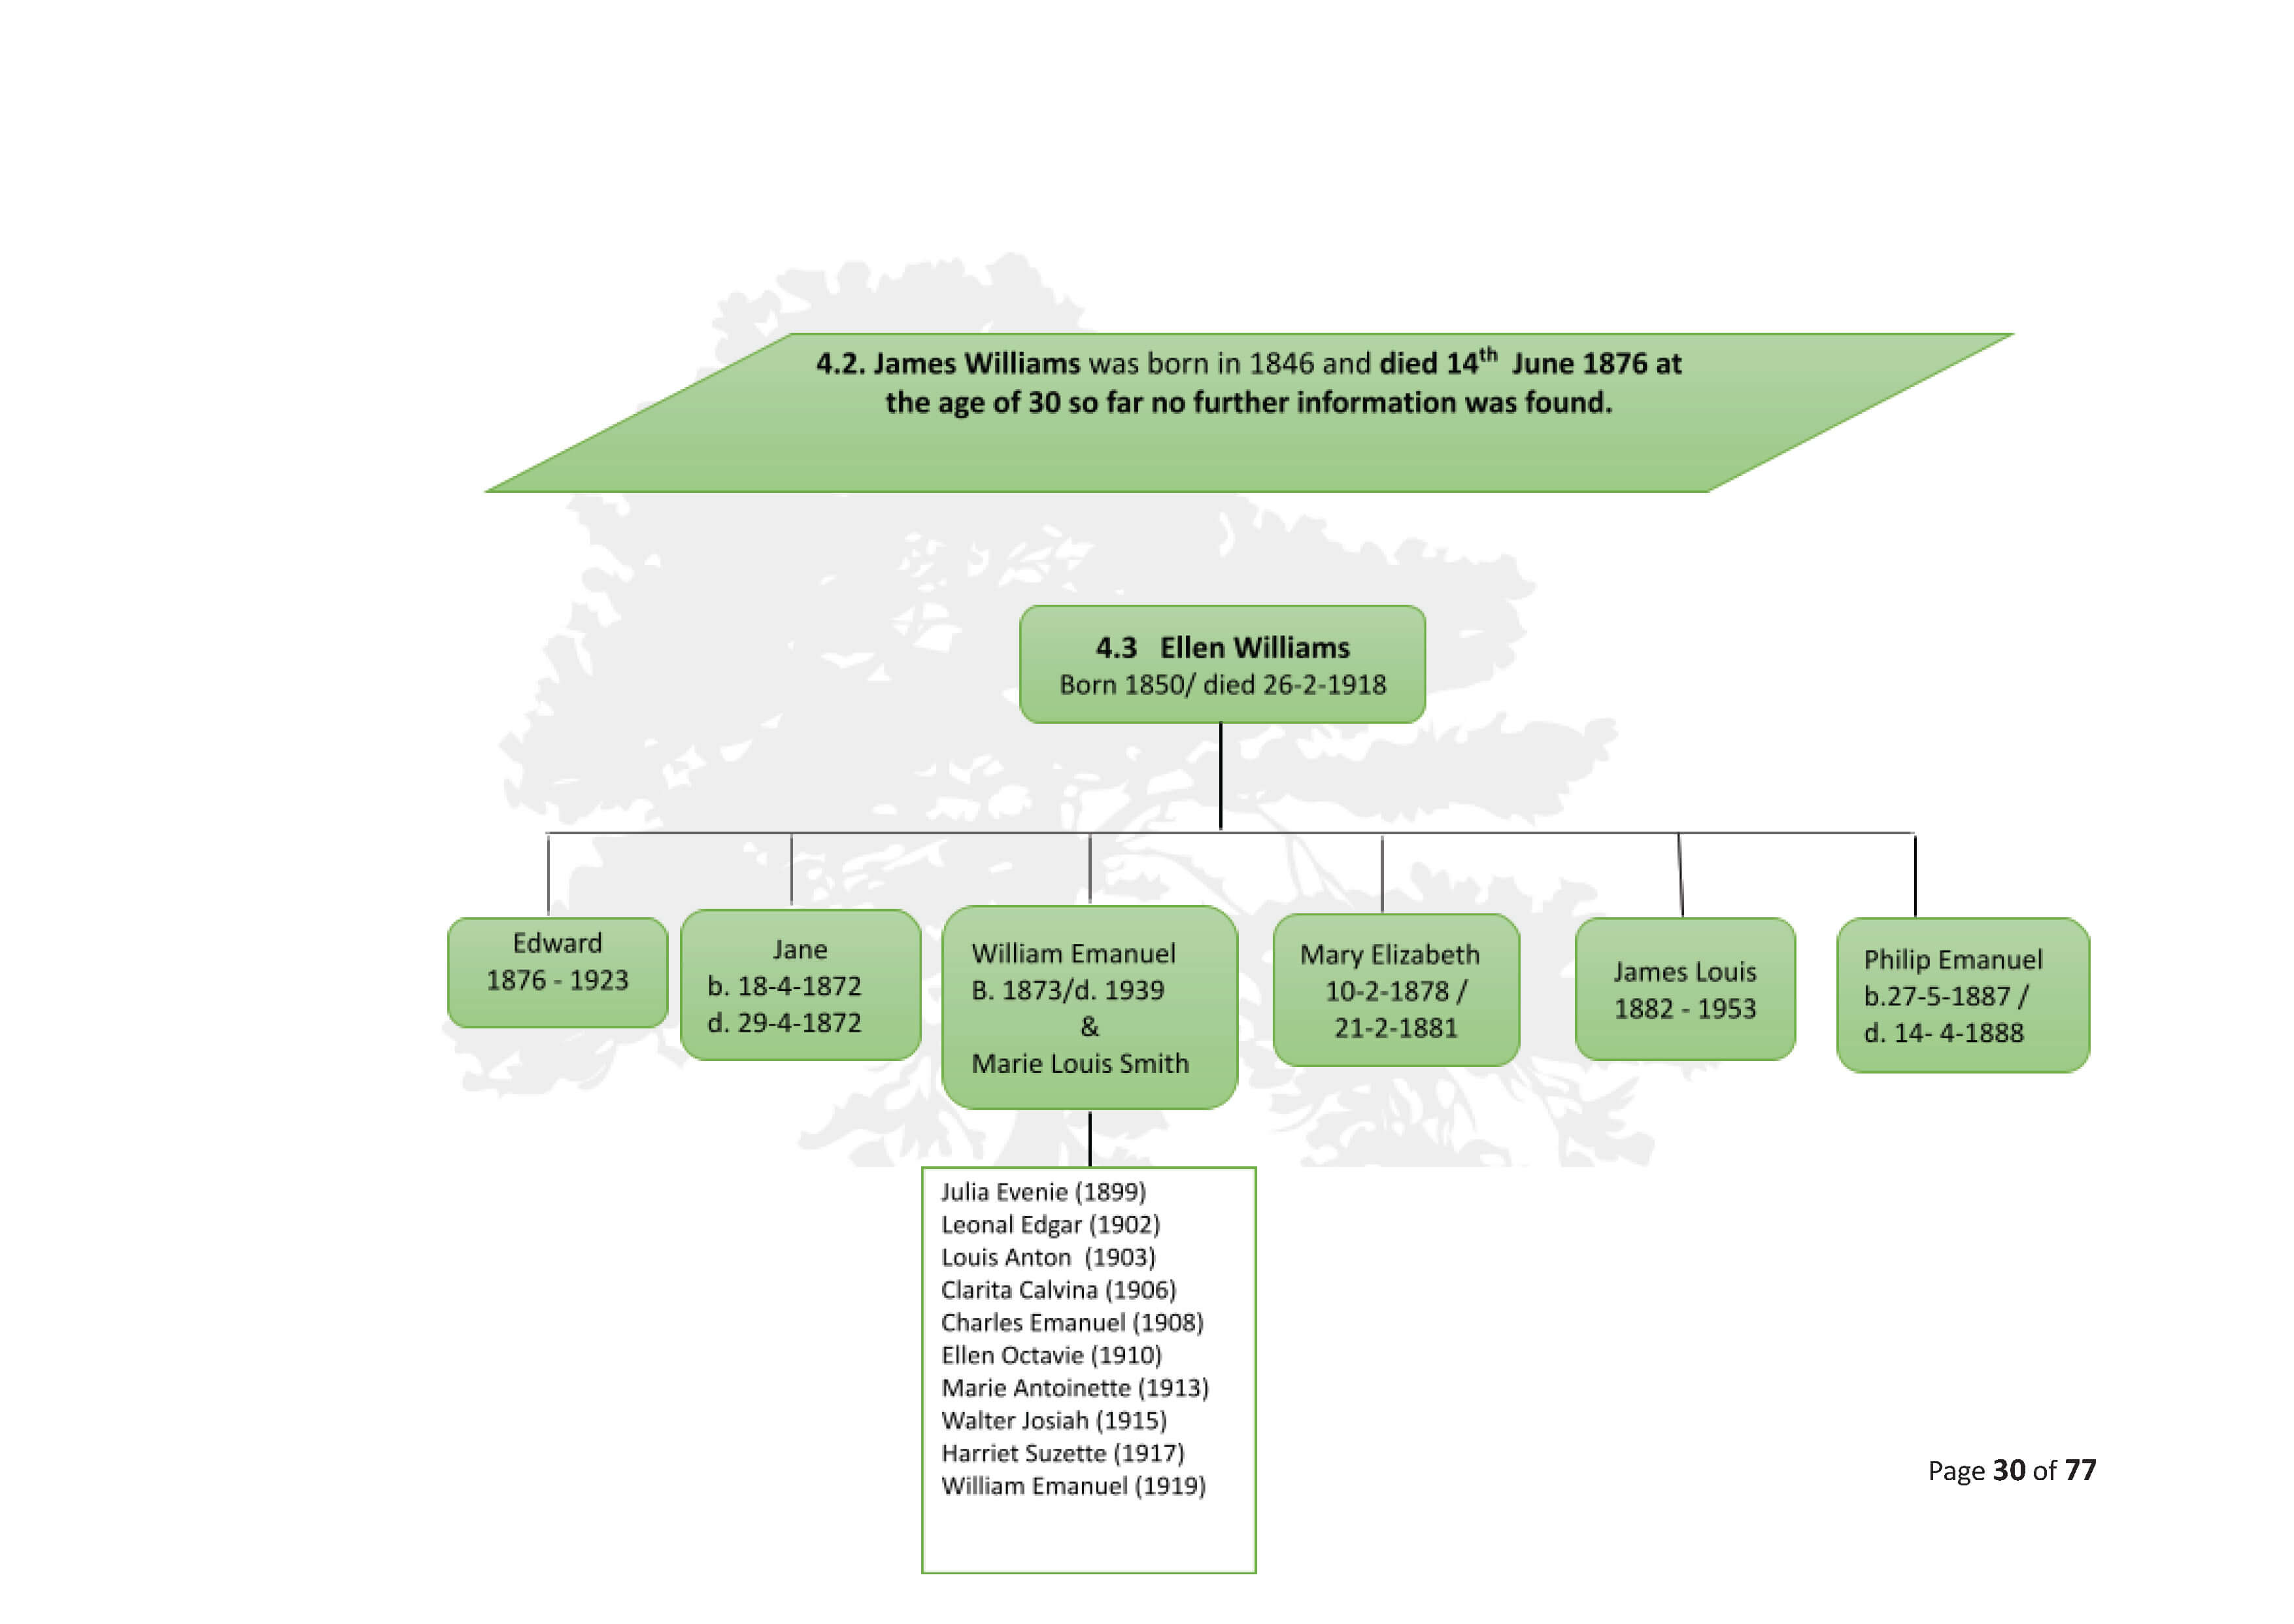 4.2. James Williams was born in 1846 and died 14th June 1876 at
the age of 30 so far no further information was found.
4.3 Ellen Williams
Born 1850/ died 26-2-1918
Edward
1876 - 1923
Jane
b. 18-4-1872
d. 29-4-1872
William Emanuel
B. 1873/d. 1939
&
Marie Louis Smith
Mary Elizabeth
10-2-1878 /
21-2-1881
James Louis
1882 - 1953
Philip Emanuel
b.27-5-1887 /
d. 14- 4-1888
Julia Evenie (1899)
Leonal Edgar (1902)
Louis Anton (1903)
Clarita Calvina (1906)
Charles Emanuel (1908)
Ellen Octavie (1910)
Marie Antoinette (1913)
Walter Josiah (1915)
Harriet Suzette (1917)
William Emanuel (1919)
Page 30 of 77